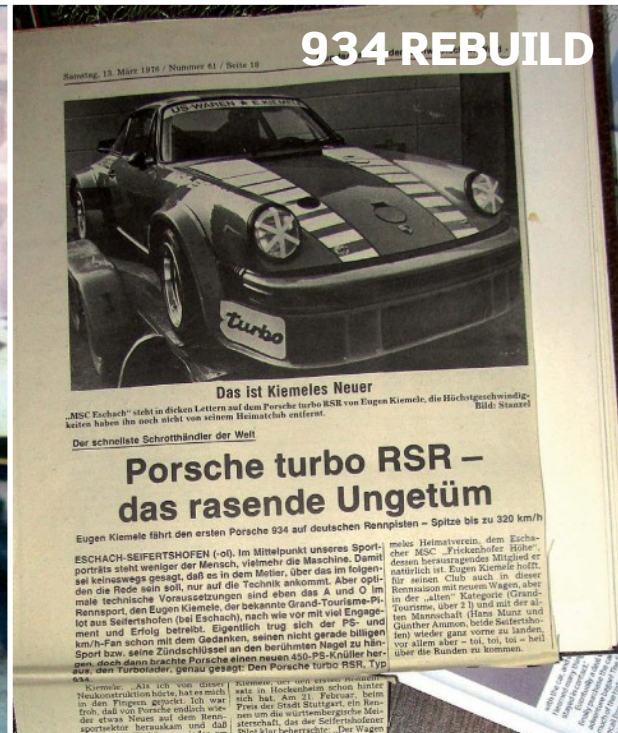 934 REBUILD
Samstag, 13. März 1976 / Nummer 61 / Seite 18
US-WAREN ★ E.KIEMELE
turbo
Das ist Kiemeles Neuer
„MSC Eschach“ steht in dicken Lettern auf dem Porsche turbo RSR von Eugen Kiemele, die Höchstgeschwindig-
keiten haben ihn noch nicht von seinem Heimatclub entfernt. Bild: Stanzel
Der schnellste Schrotthändler der Welt
Porsche turbo RSR –
das rasende Ungetüm
Eugen Kiemele fährt den ersten Porsche 934 auf deutschen Rennpisten – Spitze bis zu 320 km/h
ESCHACH-SEIFERTSHOFEN (-ol). Im Mittelpunkt unseres Sport-
porträts steht weniger der Mensch, vielmehr die Maschine. Damit
sei keineswegs gesagt, daß es in dem Metier, über das im folgen-
den die Rede sein soll, nur auf die Technik ankommt. Aber opti-
male technische Voraussetzungen sind eben das A und O im
Rennsport, den Eugen Kiemele, der bekannte Grand-Tourisme-Pi-
lot aus Seifertshofen (bei Eschach), nach wie vor mit viel Engage-
ment und Erfolg betreibt. Eigentlich trug sich der PS- und
km/h-Fan schon mit dem Gedanken, seinen nicht gerade billigen
Sport bzw. seine Zündschlüssel an den berühmten Nagel zu hän-
gen, doch dann brachte Porsche einen neuen 450-PS-Knüller her-
aus, den Turbolader, genau gesagt: Den Porsche turbo RSR, Typ
934.
Kiemele: „Als ich von dieser
Neukonstruktion hörte, hat es mich
in den Fingern gejuckt. Ich war
froh, daß von Porsche endlich wie-
der etwas Neues auf dem Renn-
sportsektor herauskam und daß
Kiemele, der den ersten
satz in Hockenheim schon hinter
sich hat. Am 21. Februar, beim
Preis der Stadt Stuttgart, ein Ren-
nen um die württembergische Mei-
sterschaft, das der Seifertshofener
Pilot klar beherrschte: „Der Wagen
meles Heimatverein, dem Escha-
cher MSC „Frickenhofer Höhe“,
dessen herausragendes Mitglied er
natürlich ist. Eugen Kiemele hofft,
für seinen Club auch in dieser
Rennsaison mit neuem Wagen, aber
in der „alten“ Kategorie (Grand-
Tourisme, über 2 l) und mit der al-
ten Mannschaft (Hans Munz und
Günther Ammon, beide Seifertsho-
fen) wieder ganz vorne zu landen,
vor allem aber – toi, toi, toi – heil
über die Runden zu kommen.